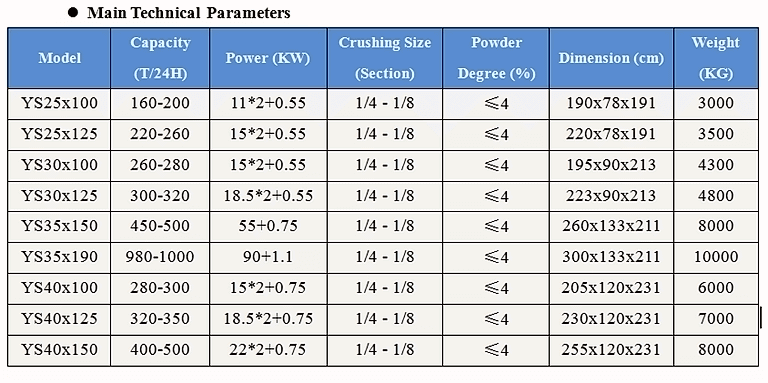 ● Main Technical Parameters
Model Capacity (T/24H) Power (KW) Crushing Size (Section) Powder Degree (%) Dimension (cm) Weight (KG)
YS25x100 160-200 11*2+0.55 1/4 - 1/8 ≤4 190x78x191 3000
YS25x125 220-260 15*2+0.55 1/4 - 1/8 ≤4 220x78x191 3500
YS30x100 260-280 15*2+0.55 1/4 - 1/8 ≤4 195x90x213 4300
YS30x125 300-320 18.5*2+0.55 1/4 - 1/8 ≤4 223x90x213 4800
YS35x150 450-500 55+0.75 1/4 - 1/8 ≤4 260x133x211 8000
YS35x190 980-1000 90+1.1 1/4 - 1/8 ≤4 300x133x211 10000
YS40x100 280-300 15*2+0.75 1/4 - 1/8 ≤4 205x120x231 6000
YS40x125 320-350 18.5*2+0.75 1/4 - 1/8 ≤4 230x120x231 7000
YS40x150 400-500 22*2+0.75 1/4 - 1/8 ≤4 255x120x231 8000